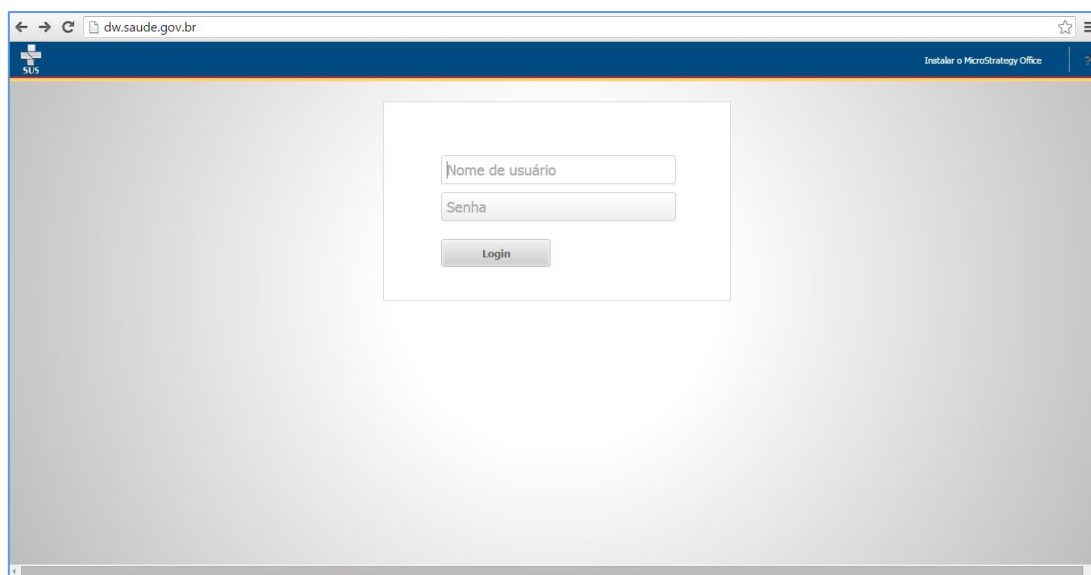 dw.saude.gov.br
SUS
Instalar o MicroStrategy Office
Nome de usuário
Senha
Login